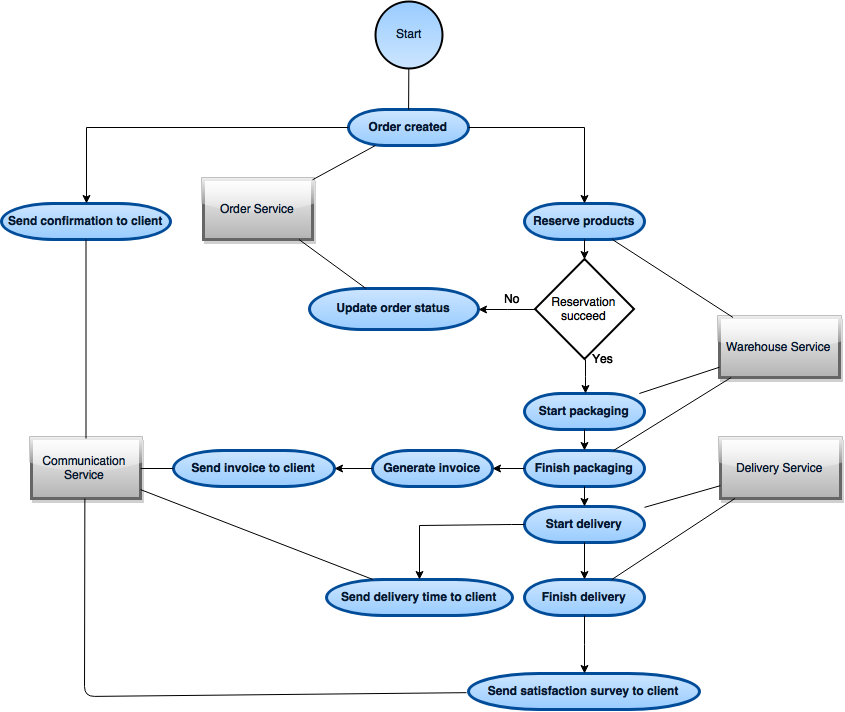 Start
Order created
Order Service
Send confirmation to client
Reserve products
Update order status
No
Reservation
succeed
Yes
Warehouse Service
Start packaging
Communication
Service
Send invoice to client
Generate invoice
Finish packaging
Delivery Service
Start delivery
Send delivery time to client
Finish delivery
Send satisfaction survey to client